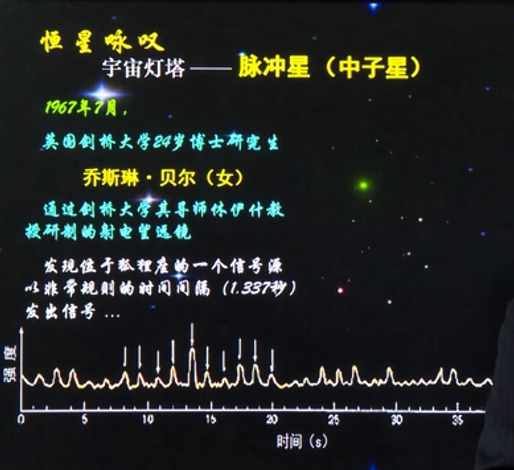 恒星咏叹
宇宙灯塔——脉冲星（中子星）
1967年7月，
英国剑桥大学24岁博士研究生
乔斯琳·贝尔（女）
通过剑桥大学其导师休伊什教
授研制的射电望远镜
发现位于狐狸座的一个信号源
以非常规则的时间间隔（1.337秒）
发出信号 ...
强度
0 5 10 15 20 25 30 35
时间（s）